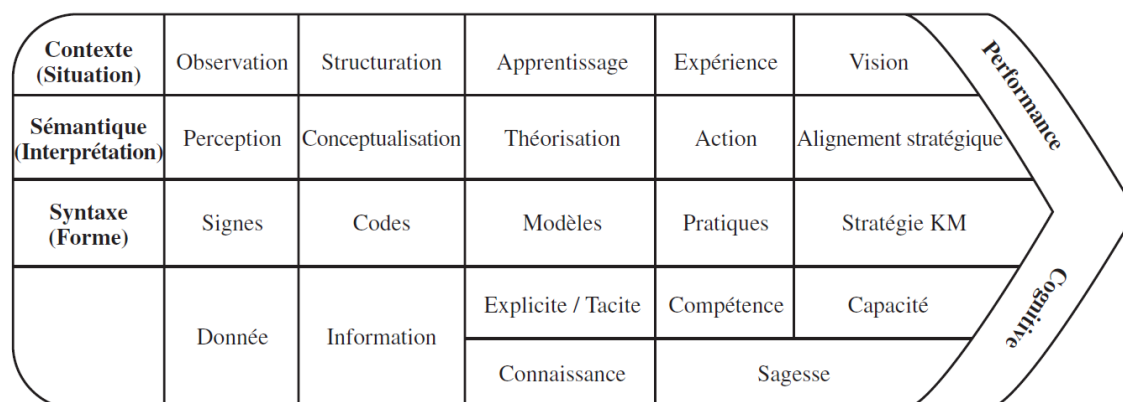 Contexte
(Situation)
Observation
Structuration
Apprentissage
Expérience
Vision
Sémantique
(Interprétation)
Perception
Conceptualisation
Théorisation
Action
Alignement stratégique
Syntaxe
(Forme)
Signes
Codes
Modèles
Pratiques
Stratégie KM
Donnée
Information
Explicite / Tacite
Compétence
Capacité
Connaissance
Sagesse
Performance
Cognitive